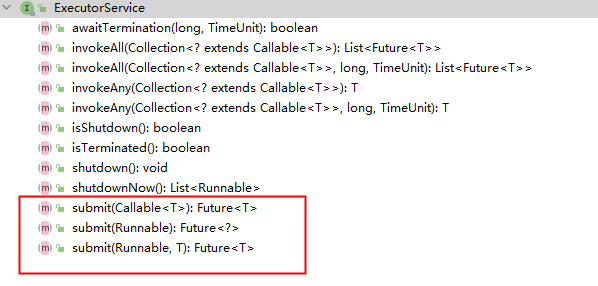 ExecutorService
awaitTermination(long, TimeUnit): boolean
invokeAll(Collection<? extends Callable<T>>): List<Future<T>>
invokeAll(Collection<? extends Callable<T>>, long, TimeUnit): List<Future<T>>
invokeAny(Collection<? extends Callable<T>>): T
invokeAny(Collection<? extends Callable<T>>, long, TimeUnit): T
isShutdown(): boolean
isTerminated(): boolean
shutdown(): void
shutdownNow(): List<Runnable>
submit(Callable<T>): Future<T>
submit(Runnable): Future<?>
submit(Runnable, T): Future<T>